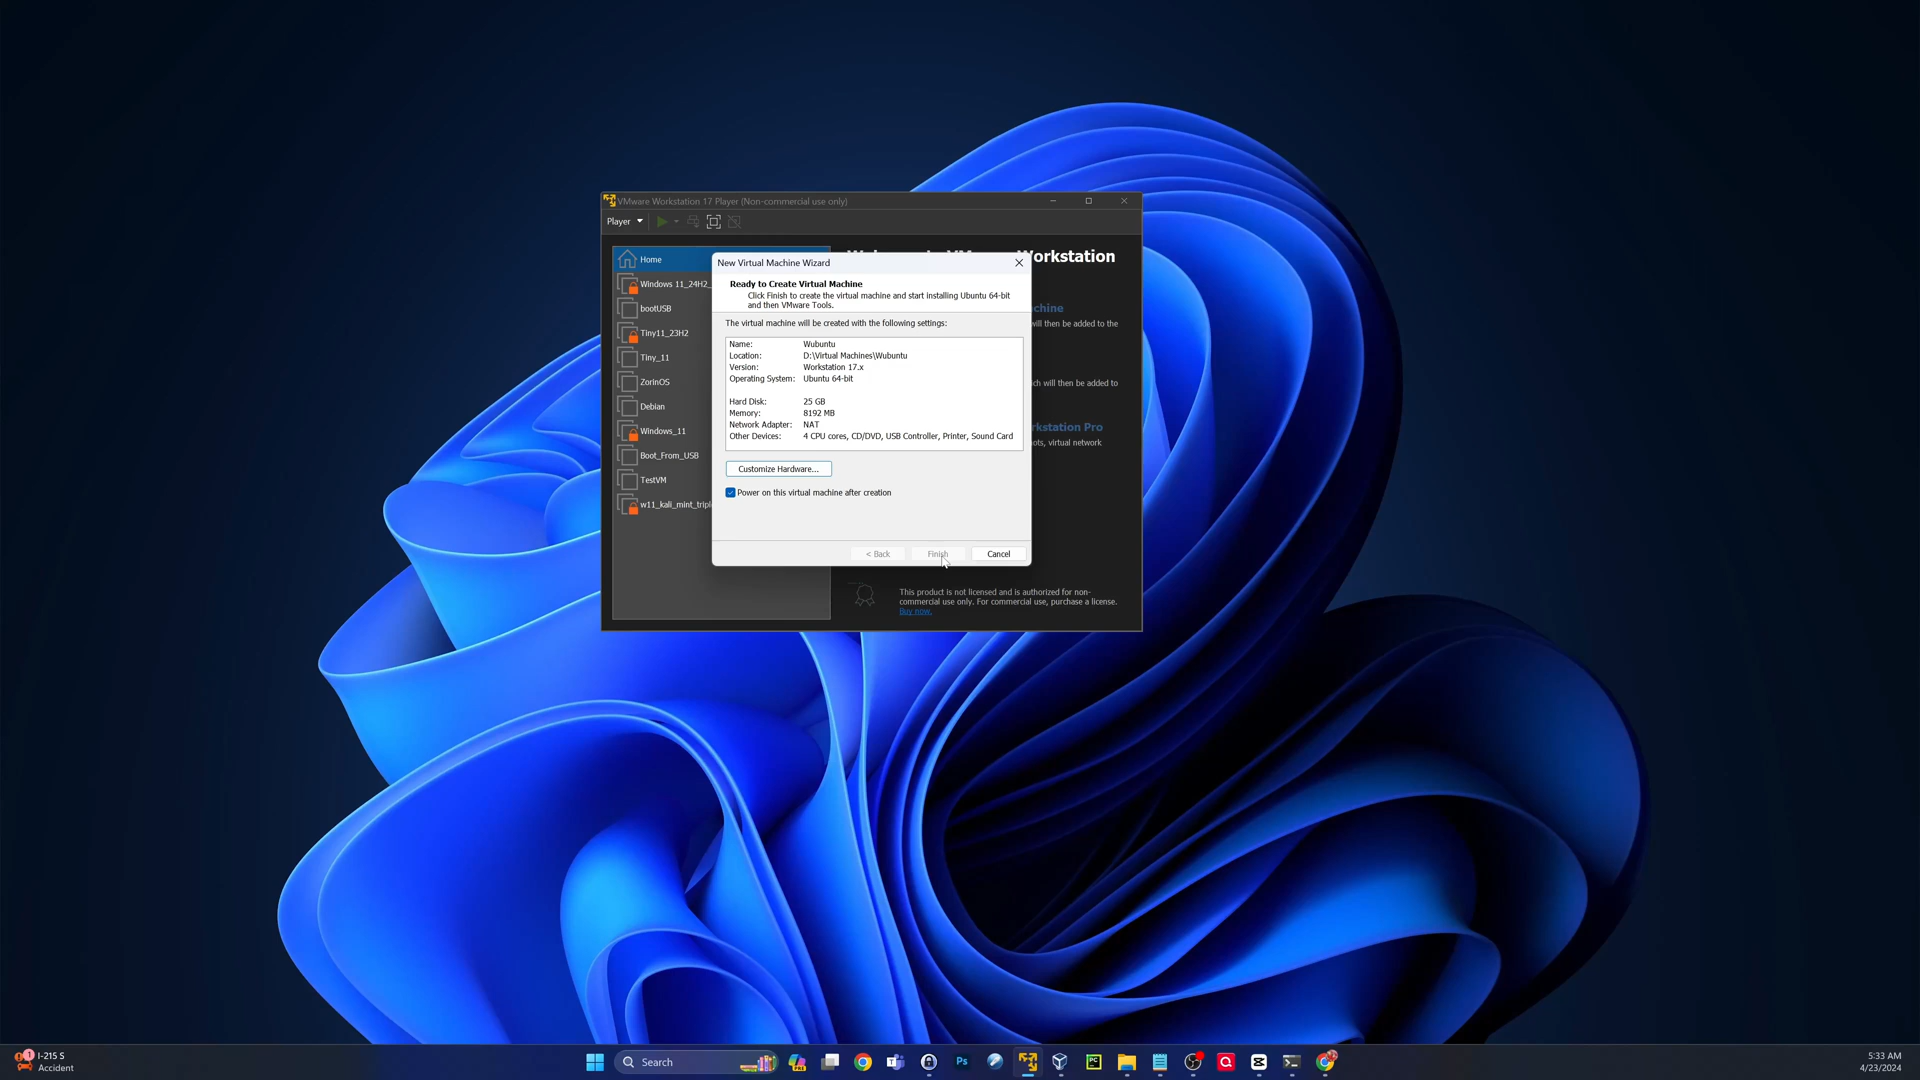 VMware Workstation 17 Player (Non-commercial use only)
Player
Home
Windows 11_24H2_
bootUSB
Tiny11_23H2
Tiny_11
ZorinOS
Debian
Windows_11
Boot_From_USB
TestVM
w11_kali_mint_tripl
orkstation
chine
will then be added to the
ich will then be added to
rkstation Pro
ots, virtual network
This product is not licensed and is authorized for non-
commercial use only. For commercial use, purchase a license.
Buy now.
New Virtual Machine Wizard
Ready to Create Virtual Machine
Click Finish to create the virtual machine and start installing Ubuntu 64-bit
and then VMware Tools.
The virtual machine will be created with the following settings:
Name: Wubuntu
Location: D:\Virtual Machines\Wubuntu
Version: Workstation 17.x
Operating System: Ubuntu 64-bit
Hard Disk: 25 GB
Memory: 8192 MB
Network Adapter: NAT
Other Devices: 4 CPU cores, CD/DVD, USB Controller, Printer, Sound Card
Customize Hardware...
Power on this virtual machine after creation
< Back Finish Cancel
1
I-215 S
Accident
Search
PRE
Ps
PC
5:33 AM
4/23/2024